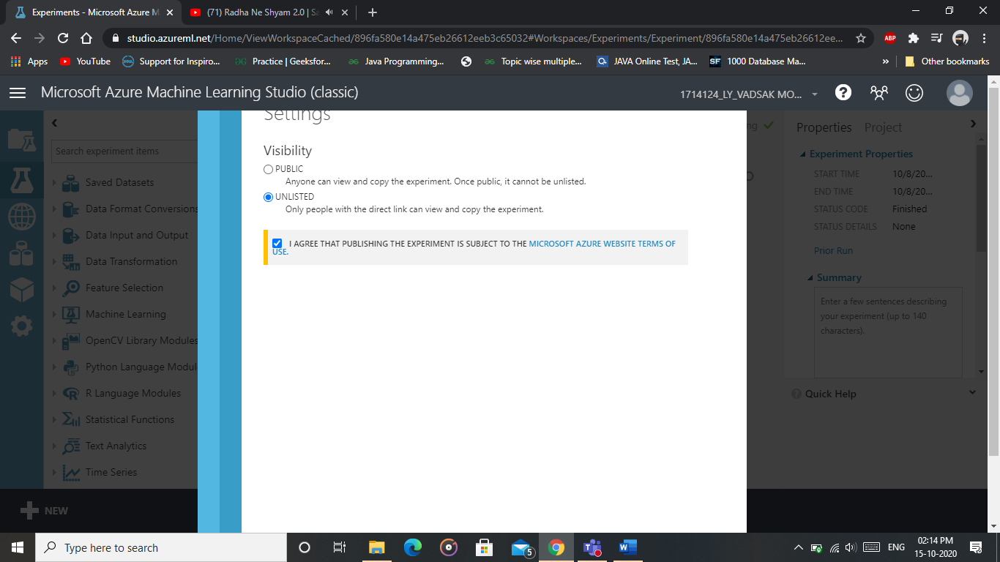 Experiments - Microsoft Azure M
(71) Radha Ne Shyam 2.0 | Sa
studio.azureml.net/Home/ViewWorkspaceCached/896fa580e14a475eb26612eeb3c65032#Workspaces/Experiments/Experiment/896fa580e14a475eb26612ee...
ABP
Apps
YouTube
Support for Inspiro...
Practice | Geeksfor...
Java Programming...
Topic wise multiple...
JAVA Online Test, JA...
SF 1000 Database Ma...
»
Other bookmarks
Microsoft Azure Machine Learning Studio (classic)
1714124_LY_VADSAK MO...
Settings
ng
Properties
Project
Search experiment items
Visibility
PUBLIC
Anyone can view and copy the experiment. Once public, it cannot be unlisted.
UNLISTED
Only people with the direct link can view and copy the experiment.
I AGREE THAT PUBLISHING THE EXPERIMENT IS SUBJECT TO THE MICROSOFT AZURE WEBSITE TERMS OF
USE.
Saved Datasets
Data Format Conversions
Data Input and Output
Data Transformation
Feature Selection
Machine Learning
OpenCV Library Modules
Python Language Modul
R Language Modules
Statistical Functions
Text Analytics
Time Series
Experiment Properties
START TIME 10/8/20...
END TIME 10/8/20...
STATUS CODE Finished
STATUS DETAILS None
Prior Run
Summary
Enter a few sentences describing
your experiment (up to 140
characters).
Quick Help
NEW
Type here to search
5
ENG
02:14 PM
15-10-2020